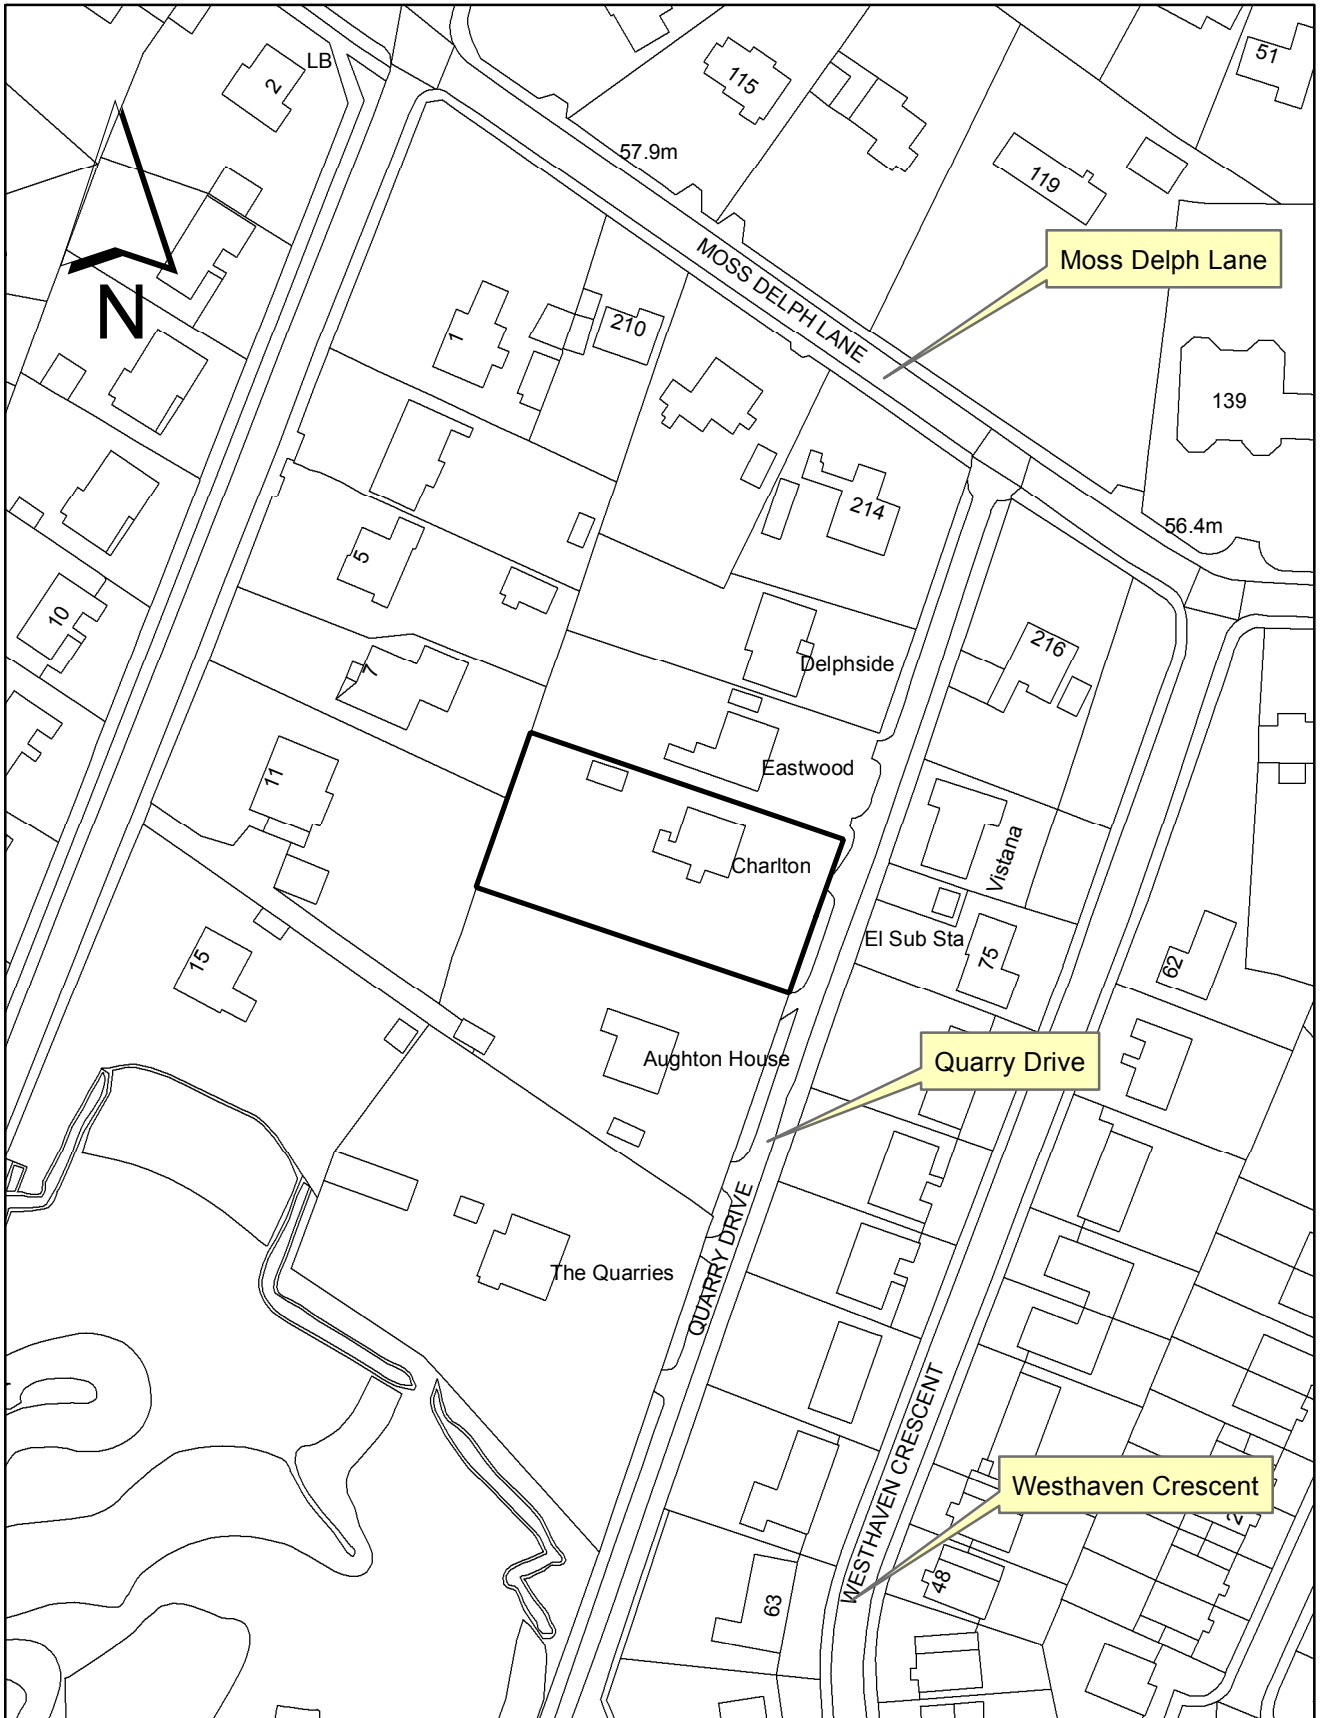 LB
2
115
51
57.9m
119
Moss Delph Lane
MOSS DELPH LANE
N
1
210
139
214
56.4m
5
10
216
7
Delphside
Eastwood
11
Vistana
Charlton
El Sub Sta
75
15
62
Aughton House
Quarry Drive
QUARRY DRIVE
The Quarries
WESTHAVEN CRESCENT
Westhaven Crescent
48
63